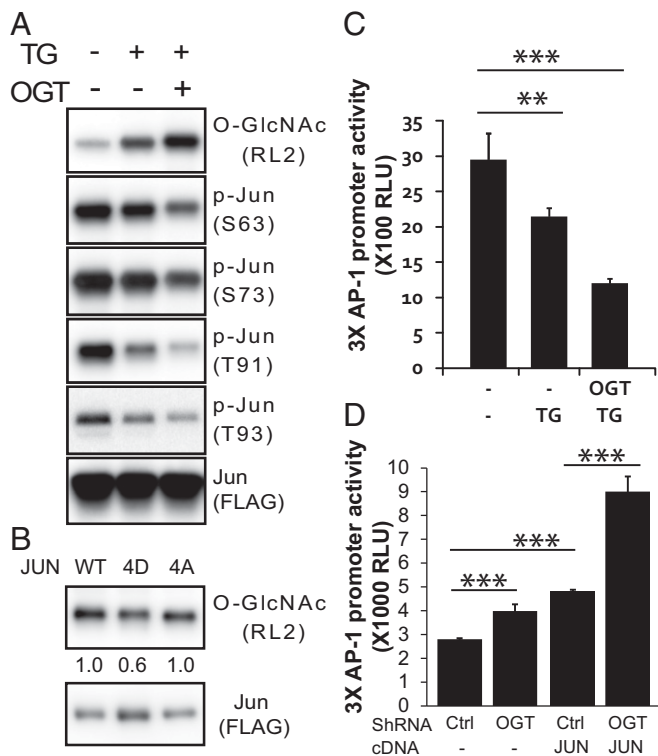 A
TG - + +
OGT - - +
O-GlcNAc
(RL2)
p-Jun
(S63)
p-Jun
(S73)
p-Jun
(T91)
p-Jun
(T93)
Jun
(FLAG)
B
JUN WT 4D 4A
O-GlcNAc
(RL2)
1.0 0.6 1.0
Jun
(FLAG)
C
3X AP-1 promoter activity
(X100 RLU)
35
30
25
20
15
10
5
0
***
**
- - OGT
- TG TG
D
3X AP-1 promoter activity
(X1000 RLU)
10
9
8
7
6
5
4
3
2
1
0
***
***
***
ShRNA Ctrl OGT Ctrl OGT
cDNA - - JUN JUN